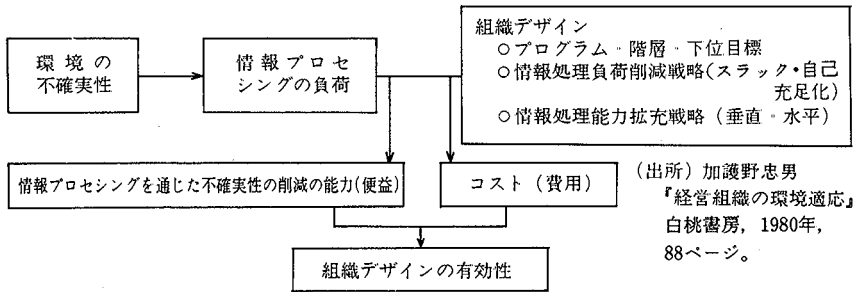 環境の
不確実性
情報プロセ
シングの負荷
組織デザイン
○プログラム・階層・下位目標
○情報処理負荷削減戦略(スラック・自己
充足化)
○情報処理能力拡充戦略(垂直・水平)
情報プロセシングを通じた不確実性の削減の能力(便益)
コスト(費用)
(出所) 加護野忠男
『経営組織の環境適応』
白桃書房, 1980年,
88ページ。
組織デザインの有効性